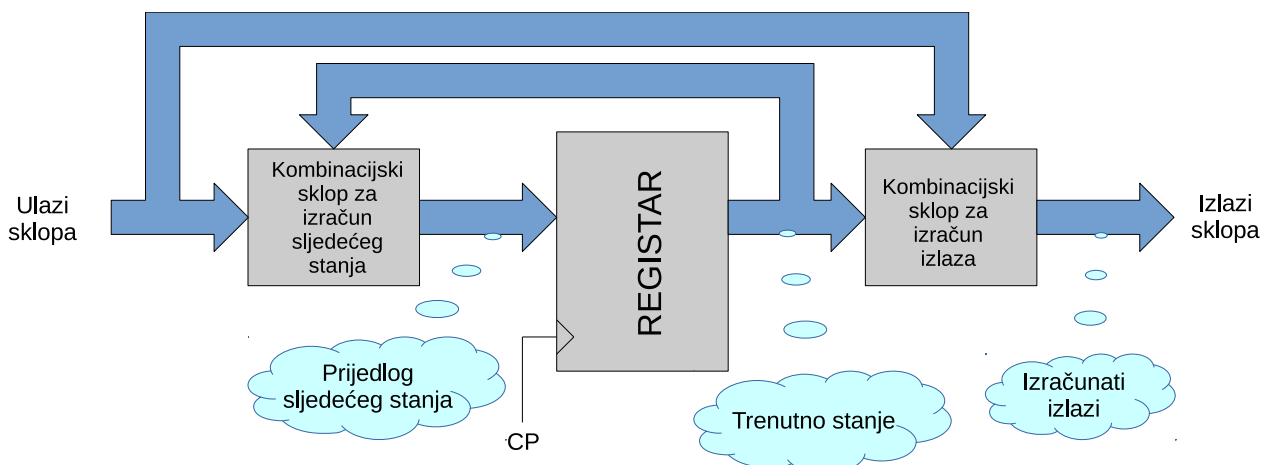 Ulazi
sklopa
Kombinacijski
sklop za
izračun
sljedećeg
stanja
REGISTAR
Kombinacijski
sklop za
izračun
izlaza
Izlazi
sklopa
Prijedlog
sljedećeg stanja
CP
Trenutno stanje
Izračunati
izlazi